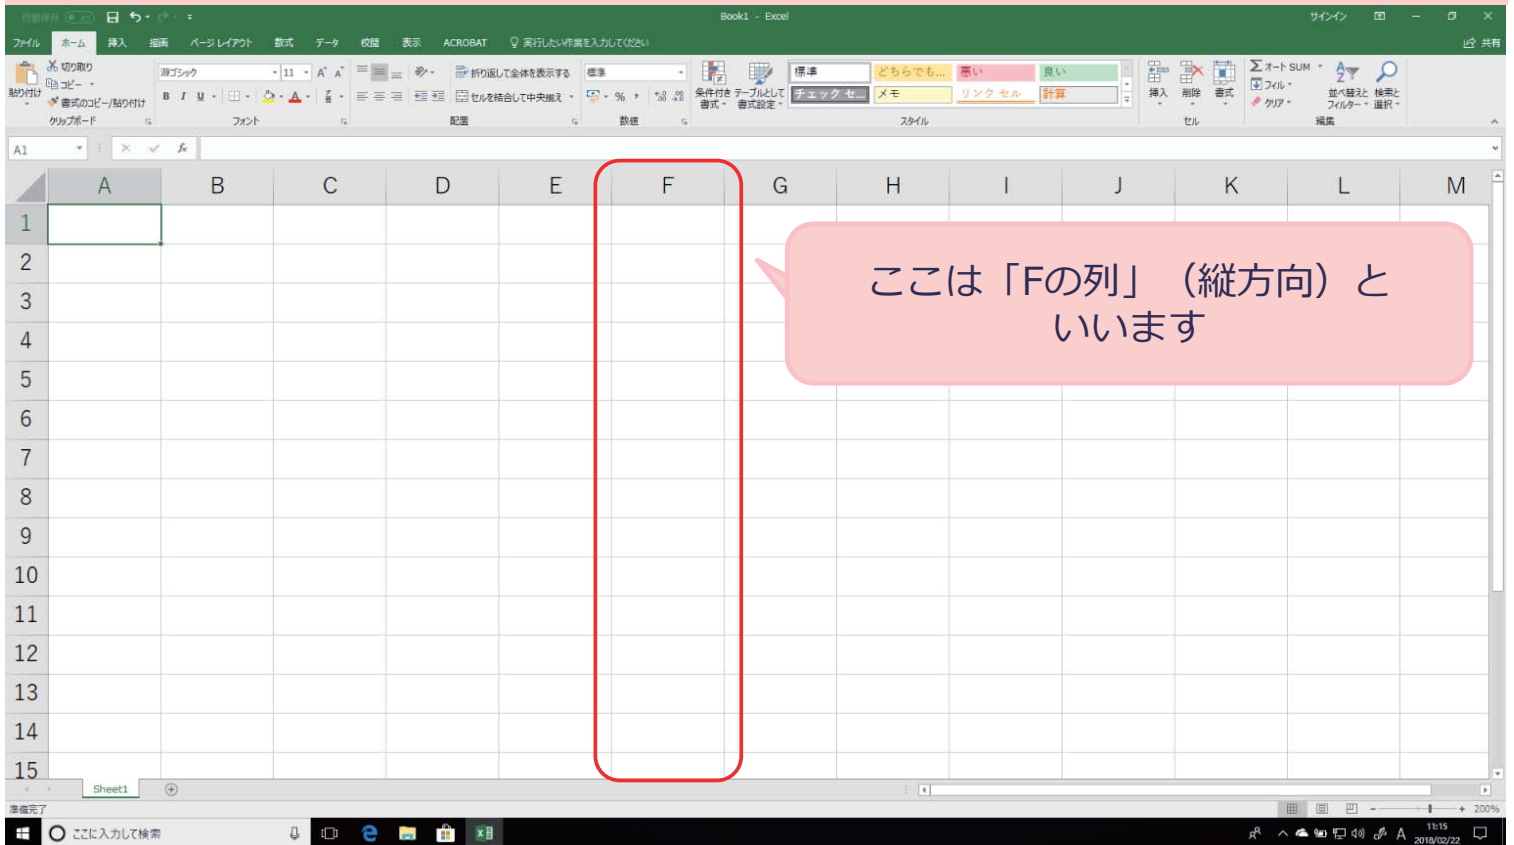 自動保存
Book1 - Excel
サインイン
ファイル ホーム 挿入 描画 ページ レイアウト 数式 データ 校閲 表示 ACROBAT 実行したい作業を入力してください
共有
貼り付け
切り取り
コピー
書式のコピー/貼り付け
クリップボード
游ゴシック 11 A A
B I U A
フォント
折り返して全体を表示する
セルを結合して中央揃え
配置
標準
% ,
数値
条件付き書式
テーブルとして書式設定
標準 どちらでも... 悪い 良い
チェック セ... メモ リンク セル 計算
スタイル
挿入 削除 書式
セル
Σ オート SUM
フィル
クリア
並べ替えと フィルター
検索と 選択
編集
A1 fx
A B C D E F G H I J K L M
1
2
3
4
5
6
7
8
9
10
11
12
13
14
15
ここは「Fの列」（縦方向）と
いいます
Sheet1
準備完了
200%
ここに入力して検索
A
11:15
2018/02/22